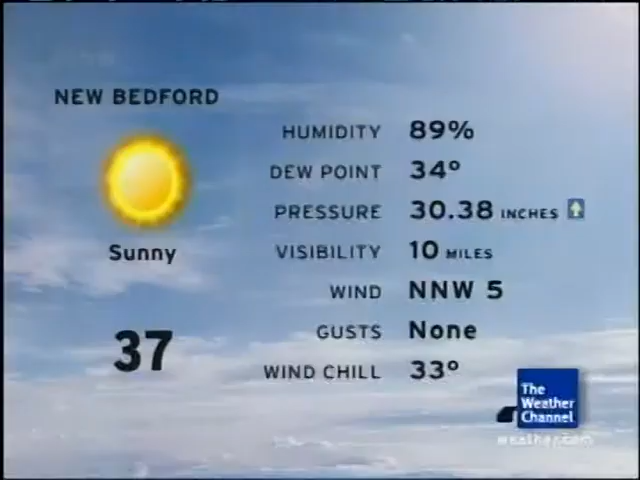 NEW BEDFORD
Sunny
37
HUMIDITY 89%
DEW POINT 34°
PRESSURE 30.38 INCHES
VISIBILITY 10 MILES
WIND NNW 5
GUSTS None
WIND CHILL 33°
The
Weather
Channel
weather.com